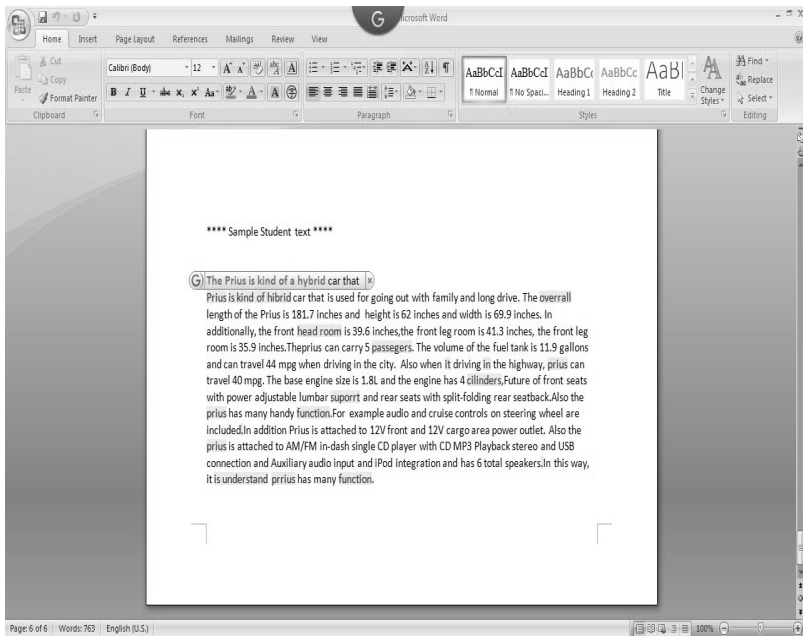 G icrosoft Word
Home Insert Page Layout References Mailings Review View
Cut
Copy
Paste
Format Painter
Calibri (Body) 12
B I U abc X, X² Aa A A
AaBbCcI AaBbCcI AaBbCc AaBbCc AaBl
¶ Normal ¶ No Spaci... Heading 1 Heading 2 Title
Change Styles
Find
Replace
Select
Clipboard Font Paragraph Styles Editing
**** Sample Student text ****
G The Prius is kind of a hybrid car that x
Prius is kind of hibrid car that is used for going out with family and long drive. The overrall
length of the Prius is 181.7 inches and height is 62 inches and width is 69.9 inches. In
additionally, the front head room is 39.6 inches,the front leg room is 41.3 inches, the front leg
room is 35.9 inches.Theprius can carry 5 passegers. The volume of the fuel tank is 11.9 gallons
and can travel 44 mpg when driving in the city. Also when it driving in the highway, prius can
travel 40 mpg. The base engine size is 1.8L and the engine has 4 cilinders,Future of front seats
with power adjustable lumbar suporrt and rear seats with split-folding rear seatback.Also the
prius has many handy function.For example audio and cruise controls on steering wheel are
included.In addition Prius is attached to 12V front and 12V cargo area power outlet. Also the
prius is attached to AM/FM in-dash single CD player with CD MP3 Playback stereo and USB
connection and Auxiliary audio input and iPod integration and has 6 total speakers.In this way,
it is understand prrius has many function.
Page: 6 of 6 Words: 763 English (U.S.) 100%